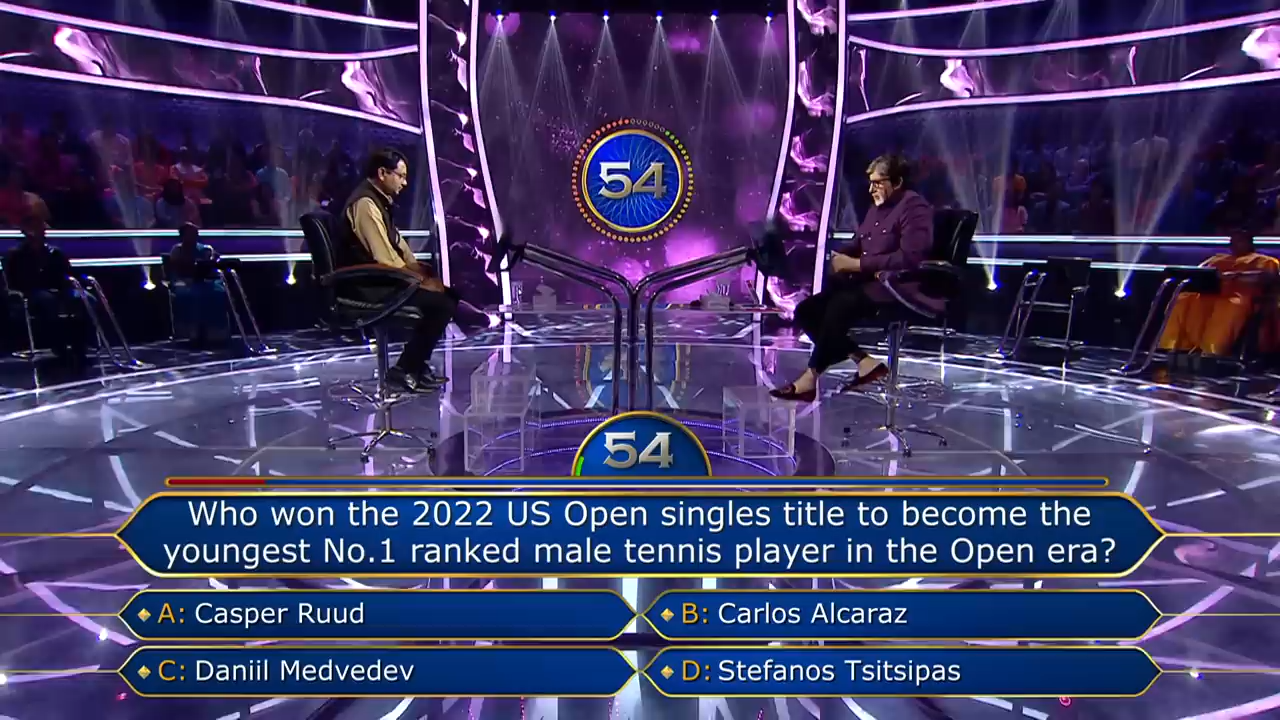 54
54
Who won the 2022 US Open singles title to become the
youngest No.1 ranked male tennis player in the Open era?
A: Casper Ruud
B: Carlos Alcaraz
C: Daniil Medvedev
D: Stefanos Tsitsipas